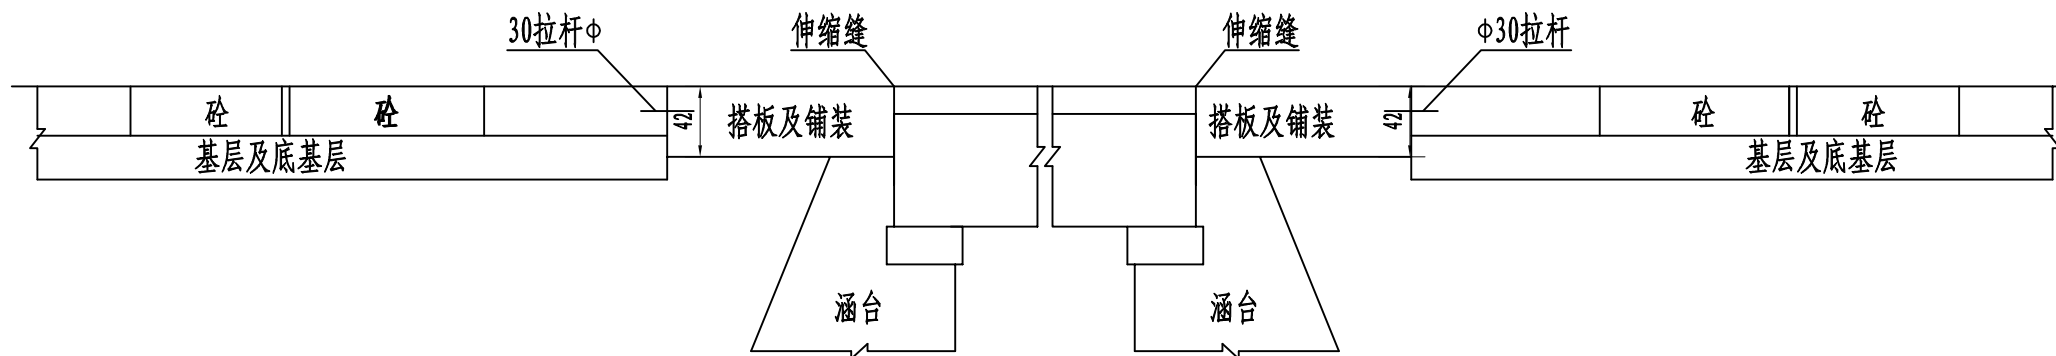 30拉杆ф
伸缩缝
伸缩缝
ф30拉杆
砼
砼
42
搭板及铺装
搭板及铺装
42
砼
砼
基层及底基层
基层及底基层
涵台
涵台